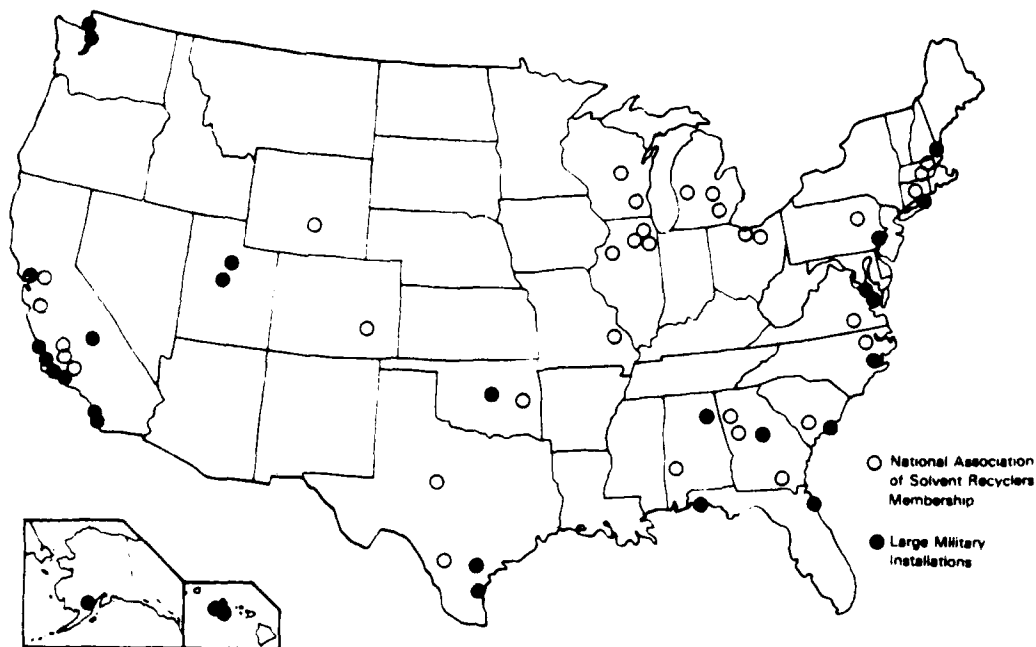 National Association
of Solvent Recyclers
Membership
Large Military
Installations